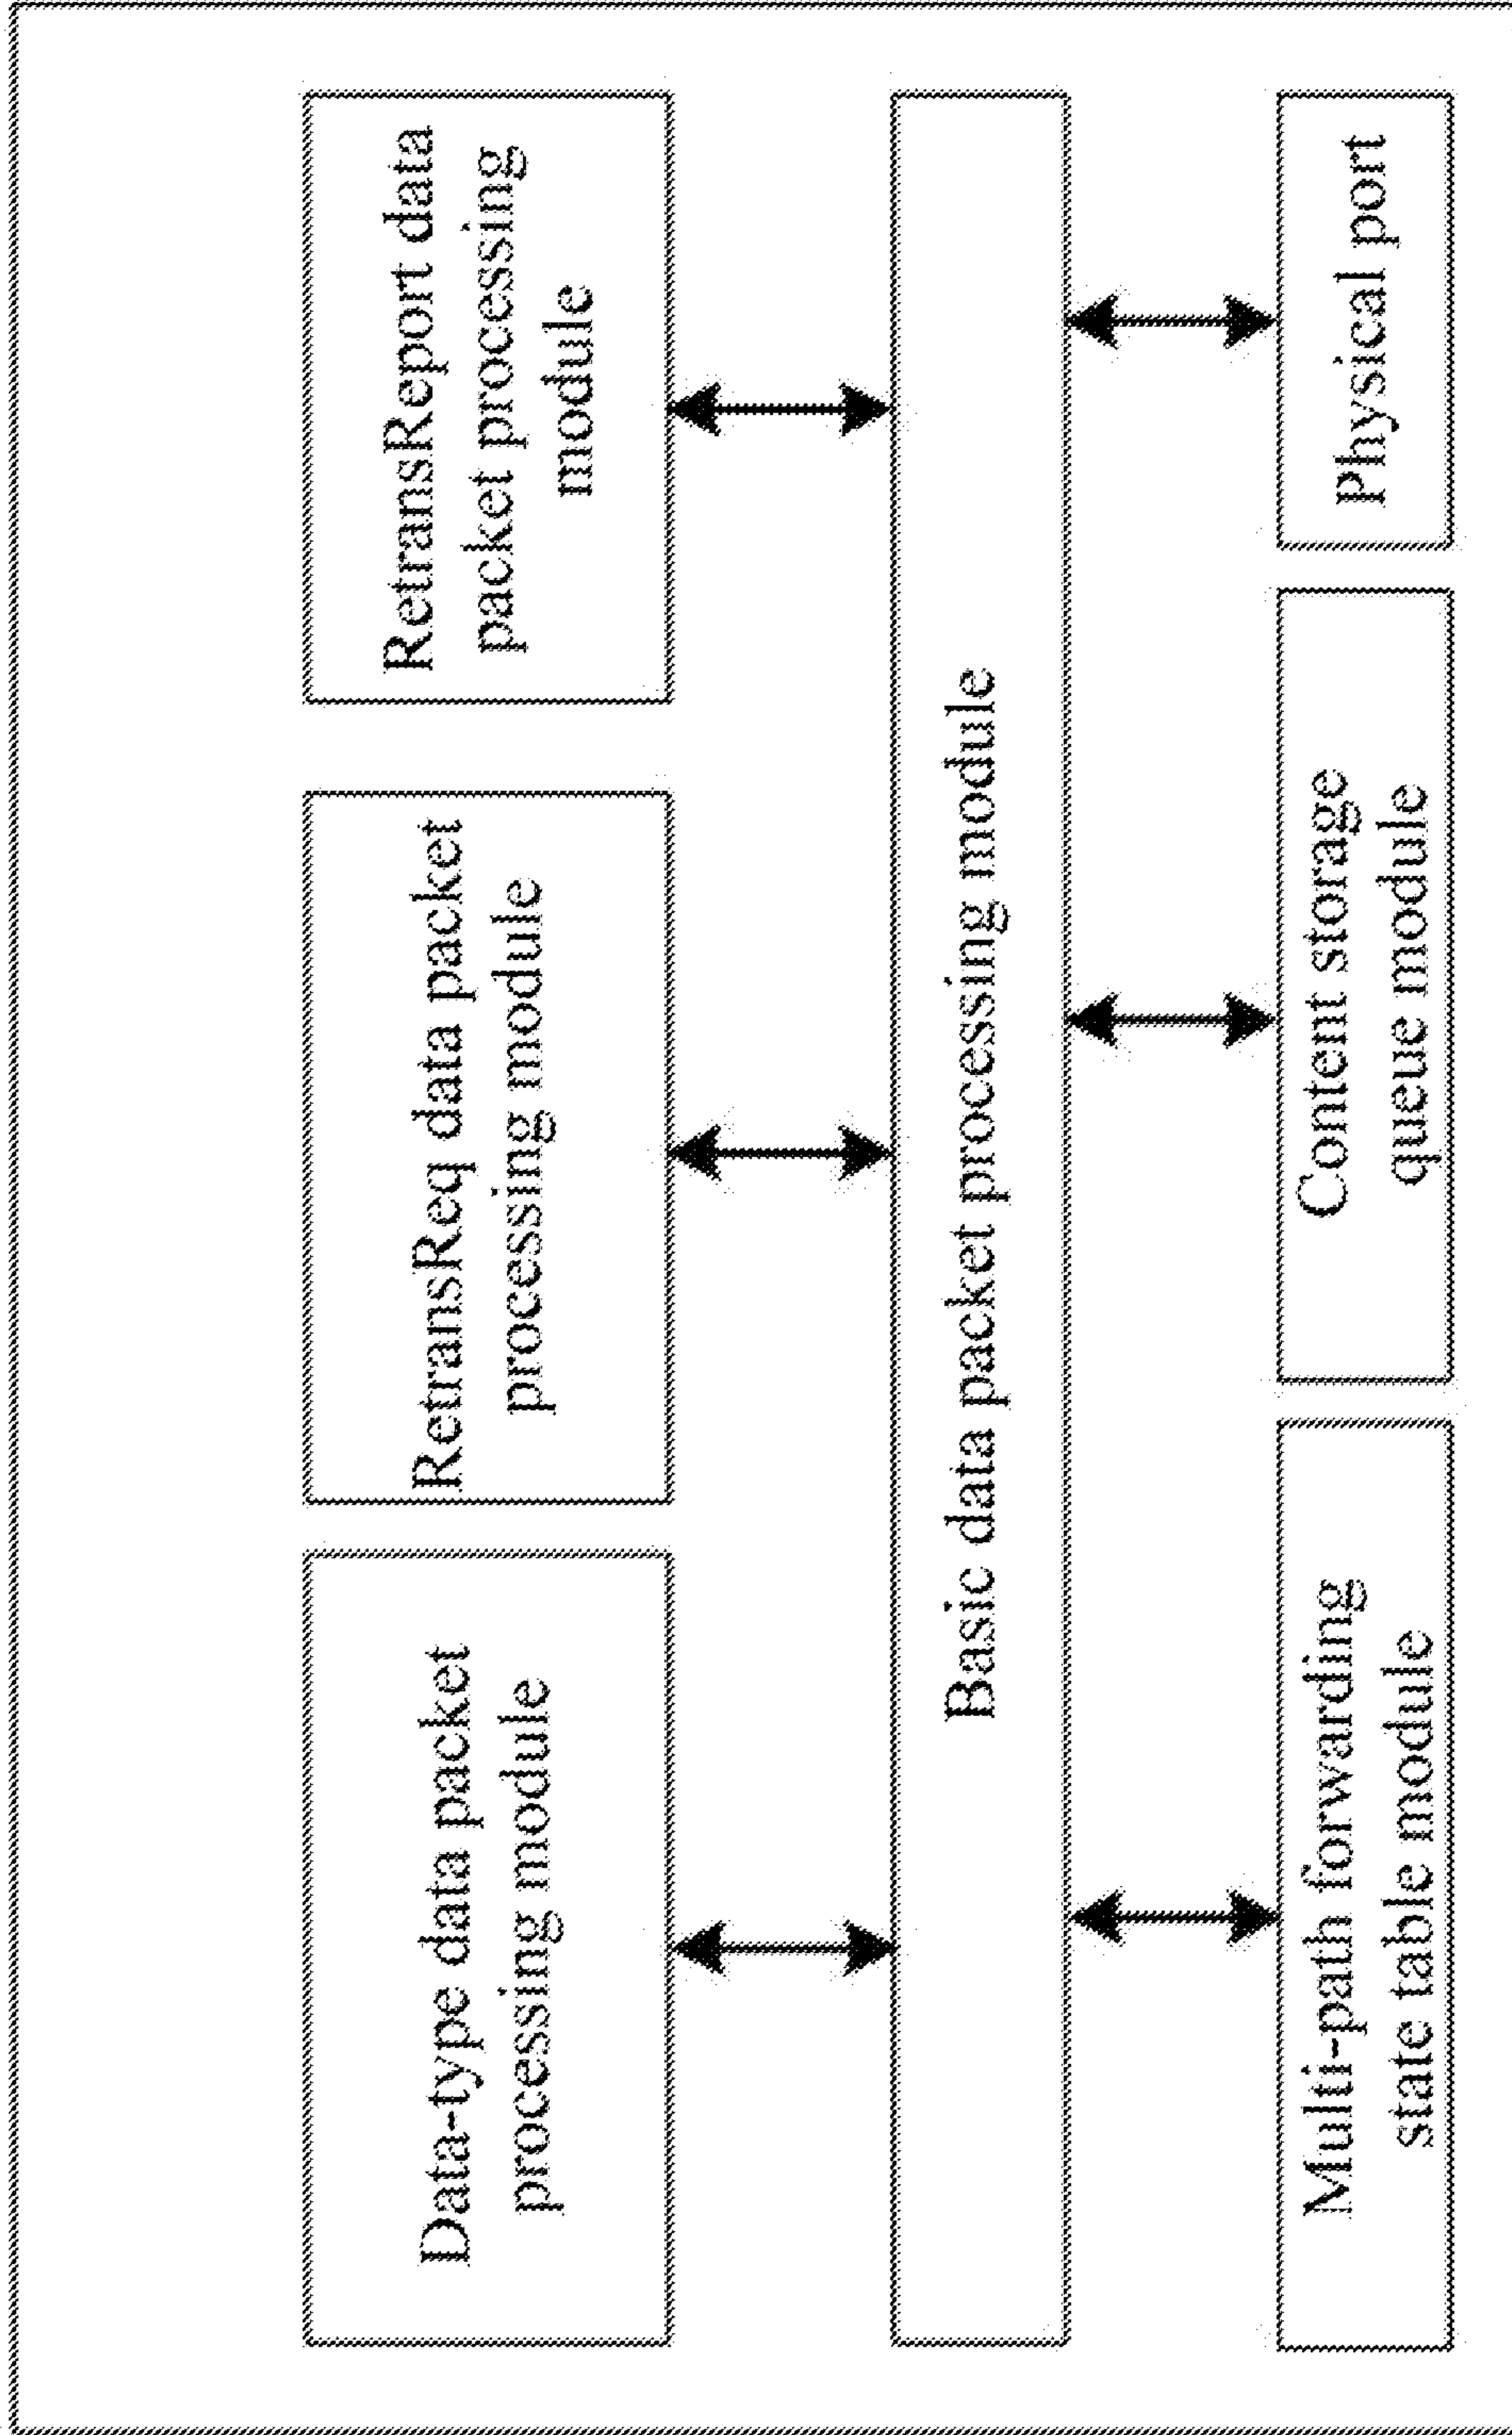 Data-type data packet
processing module
RetransReq data packet
processing module
RetransReport data
packet processing
module
Basic data packet processing module
Multi-path forwarding
state table module
Content storage
queue module
Physical port